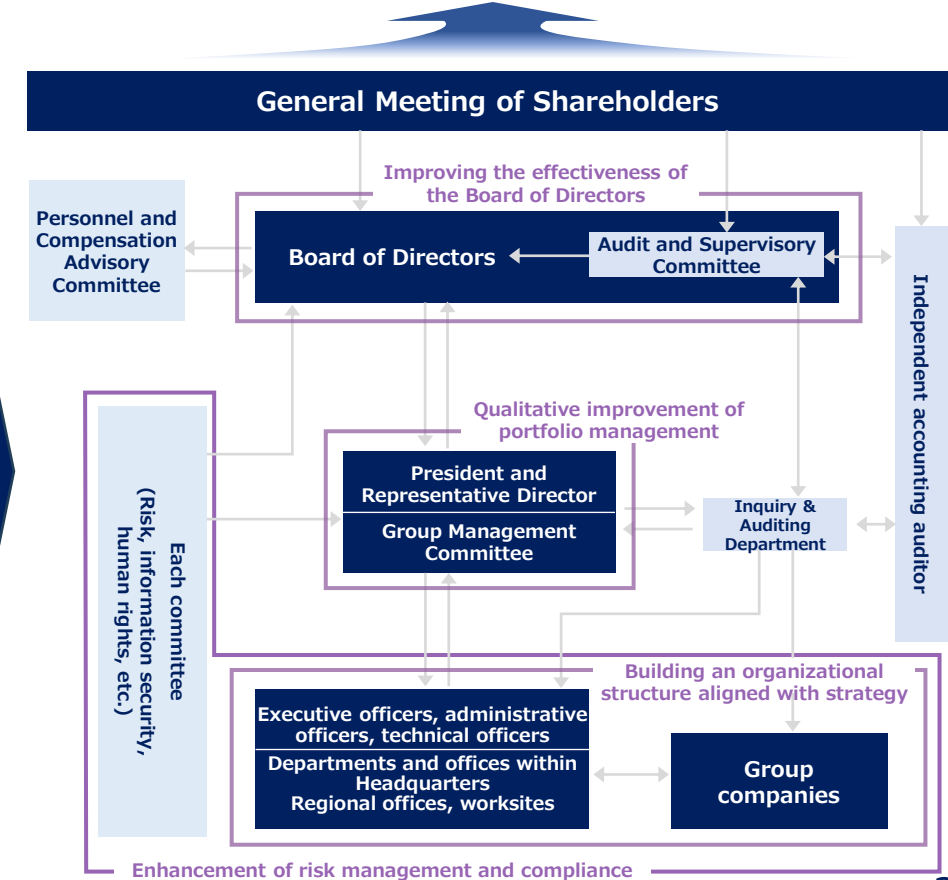 General Meeting of Shareholders
Improving the effectiveness of
the Board of Directors
Personnel and
Compensation
Advisory
Committee
Board of Directors
Audit and Supervisory
Committee
Independent accounting auditor
Qualitative improvement of
portfolio management
President and
Representative Director
Group Management
Committee
Inquiry &
Auditing
Department
Each committee
(Risk, information security,
human rights, etc.)
Building an organizational
structure aligned with strategy
Executive officers, administrative
officers, technical officers
Departments and offices within
Headquarters
Regional offices, worksites
Group
companies
Enhancement of risk management and compliance